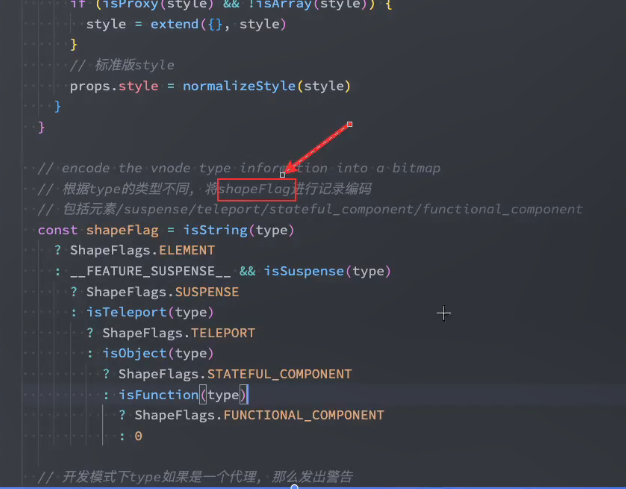 if (isProxy(style) && !isArray(style)) {
style = extend({}, style)
}
// 标准版style
props.style = normalizeStyle(style)
}
}
// encode the vnode type information into a bitmap
// 根据type的类型不同, 将shapeFlag进行记录编码
// 包括元素/suspense/teleport/stateful_component/functional_component
const shapeFlag = isString(type)
? ShapeFlags.ELEMENT
: __FEATURE_SUSPENSE__ && isSuspense(type)
? ShapeFlags.SUSPENSE
: isTeleport(type)
? ShapeFlags.TELEPORT
: isObject(type)
? ShapeFlags.STATEFUL_COMPONENT
: isFunction(type)
? ShapeFlags.FUNCTIONAL_COMPONENT
: 0
// 开发模式下type如果是一个代理, 那么发出警告